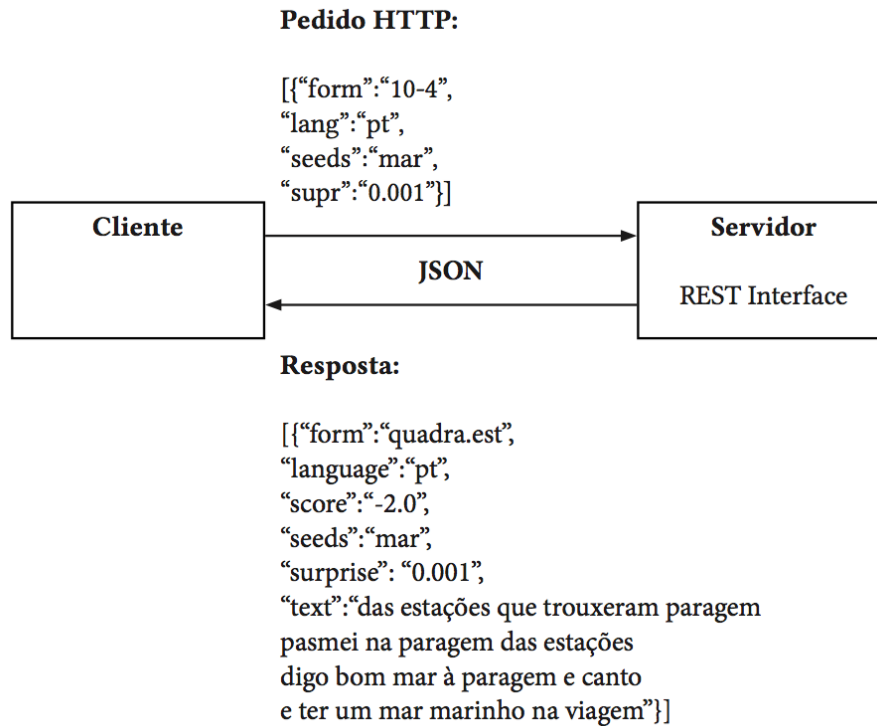 Pedido HTTP:
[{“form”:“10-4”,
“lang”:“pt”,
“seeds”:“mar”,
“supr”:“0.001”}]
Cliente
Servidor
JSON
REST Interface
Resposta:
[{“form”:“quadra.est”,
“language”:“pt”,
“score”:“-2.0”,
“seeds”:“mar”,
“surprise”: “0.001”,
“text”:“das estações que trouxeram paragem
pasmei na paragem das estações
digo bom mar à paragem e canto
e ter um mar marinho na viagem”}]